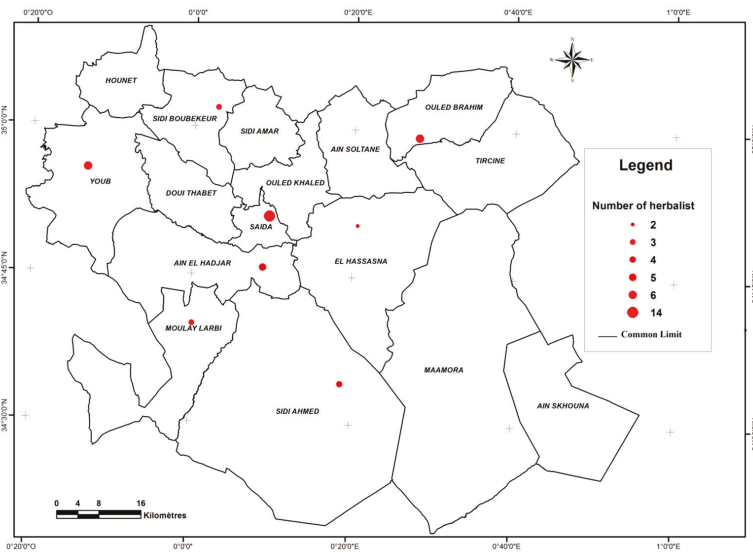 0°20'0"E 0°0'0" 0°20'0"E 0°40'0"E 1°0'0"E
N
W E
S
HOUNET
OULED BRAHIM
SIDI BOUBEKEUR
SIDI AMAR
AIN SOLTANE
TIRCINE
35°0'0"N
YOUB
DOUI THABET
OULED KHALED
SAIDA
EL HASSASNA
AIN EL HADJAR
34°45'0"N
MOULAY LARBI
MAAMORA
SIDI AHMED
AIN SKHOUNA
34°30'0"N
Legend
Number of herbalist
2
3
4
5
6
14
Common Limit
0 4 8 16
Kilomètres
0°20'0"E 0°0'0" 0°20'0"E 0°40'0"E 1°0'0"E